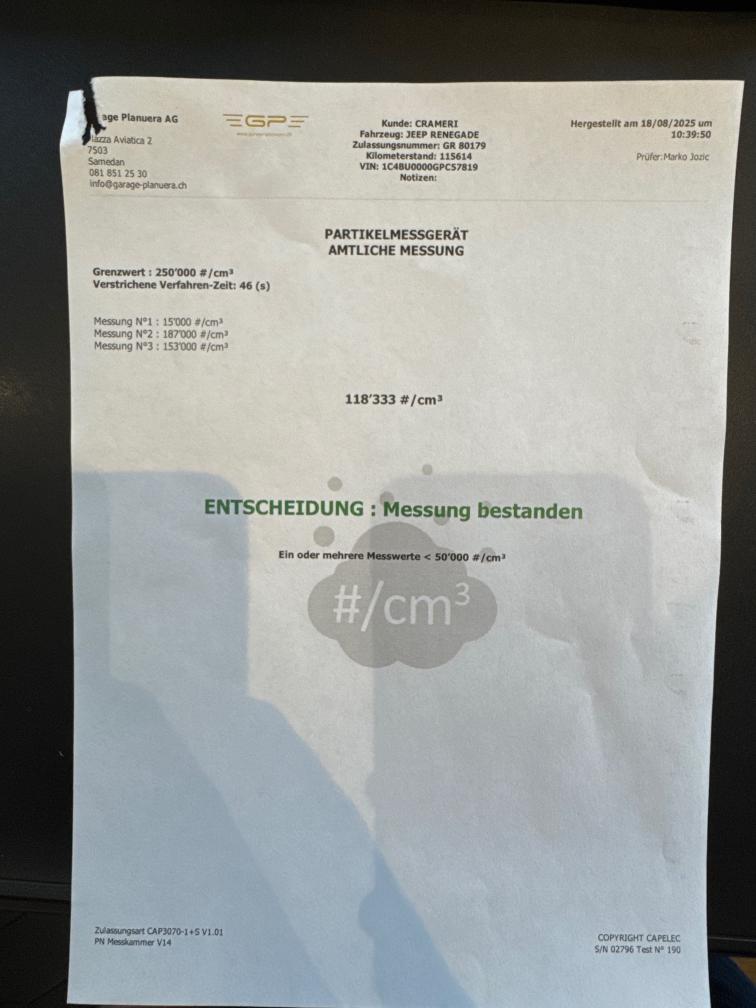 age Planuera AG
iazza Aviatica 2
7503
Samedan
081 851 25 30
info@garage-planuera.ch
EGPE
Kunde: CRAMERI
Fahrzeug: JEEP RENEGADE
Zulassungsnummer: GR 80179
Kilometerstand: 115614
VIN: 1C4BU0000GPC57819
Notizen:
Hergestellt am 18/08/2025 um
10:39:50
Prüfer: Marko Jozic
PARTIKELMESSGERÄT
AMTLICHE MESSUNG
Grenzwert : 250'000 #/cm³
Verstrichene Verfahren-Zeit: 46 (s)
Messung N°1 : 15'000 #/cm³
Messung N°2 : 187'000 #/cm³
Messung N°3 : 153'000 #/cm³
118'333 #/cm³
ENTSCHEIDUNG : Messung bestanden
Ein oder mehrere Messwerte < 50'000 #/cm³
#/cm³
Zulassungsart CAP3070-1+S V1.01
PN Messkammer V14
COPYRIGHT CAPELEC
S/N 02796 Test N° 190